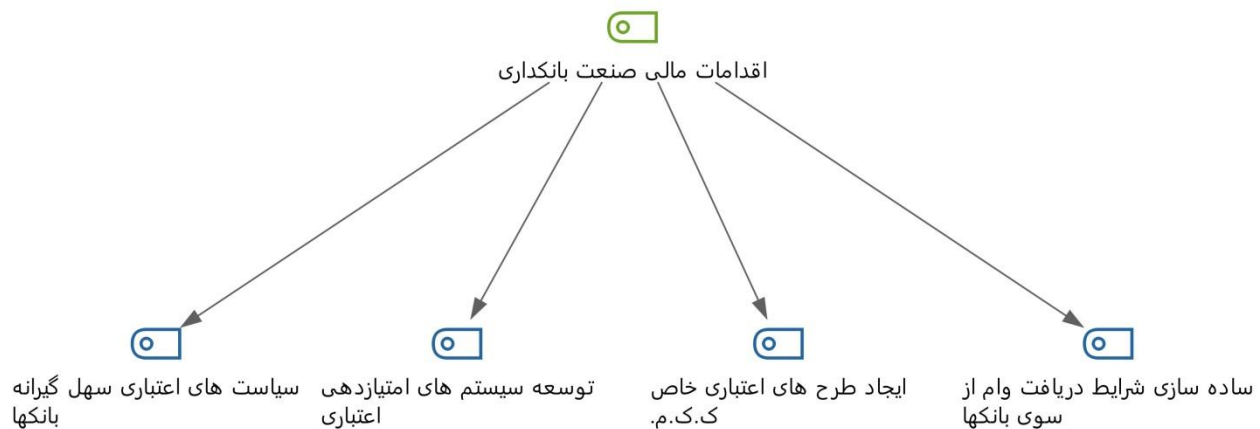 اقدامات مالی صنعت بانکداری
ساده سازی شرایط دریافت وام از
سوی بانکها
ایجاد طرح های اعتباری خاص
ک.ک.م.
توسعه سیستم های امتیازدهی
اعتباری
سیاست های اعتباری سهل گیرانه
بانکها